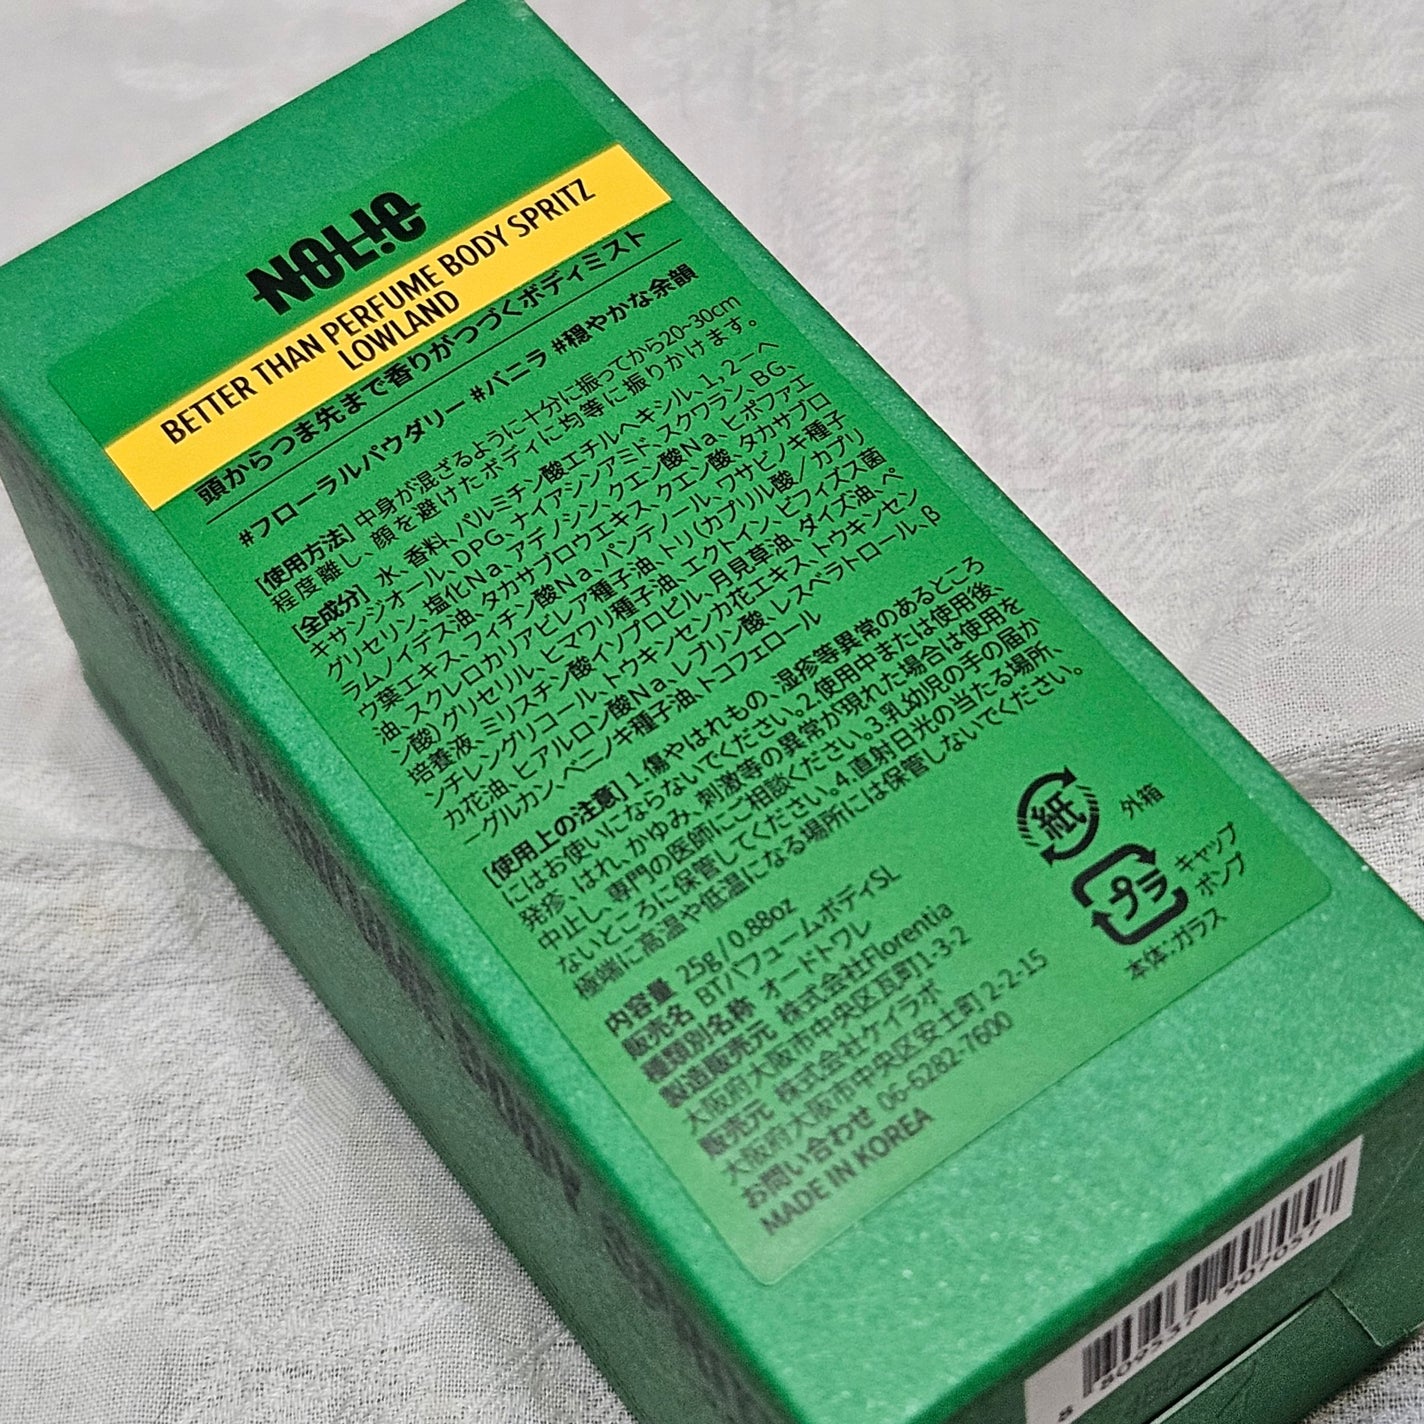 NOLIE
BETTER THAN PERFUME BODY SPRITZ
LOWLAND
頭からつま先まで香りがつづくボディミスト
#フローラルパウダリー #バニラ #穏やかな余韻
[使用方法] 中身が混ざるように十分に振ってから20~30cm
程度離し、顔を避けたボディに均等に振りかけます。
[全成分] 水、香料、パルミチン酸エチルヘキシル、1，2－ヘ
キサンジオール、DPG、ナイアシンアミド、スクワラン、BG、
グリセリン、塩化Na、アデノシン、クエン酸Na、ヒポファエ
ラムノイデス油、タカサブロウエキス、クエン酸、タカサブロ
ウ葉エキス、フィチン酸Na、パンテノール、ワサビノキ種子
油、スクレロカリアビレア種子油、トリ(カプリル酸／カプリ
ン酸)グリセリル、ヒマワリ種子油、エクトイン、ビフィズス菌
培養液、ミリスチン酸イソプロピル、月見草油、ダイズ油、ペ
ンチレングリコール、トウキンセンカ花エキス、トウキンセン
カ花油、ヒアルロン酸Na、レブリン酸、レスベラトロール、β
－グルカン、ベニノキ種子油、トコフェロール
[使用上の注意] 1.傷やはれもの、湿疹等異常のあるところ
にはお使いにならないでください。2.使用中または使用後、
発疹、はれ、かゆみ、刺激等の異常が現れた場合は使用を
中止し、専門の医師にご相談ください。3.乳幼児の手の届か
ないところに保管してください。4.直射日光の当たる場所、
極端に高温や低温になる場所には保管しないでください。
内容量 25g / 0.88oz
販売名 BTパフュームボディSL
種類別名称 オードトワレ
製造販売元 株式会社Florentia
大阪府大阪市中央区瓦町1-3-2
販売元 株式会社ケイラボ
大阪府大阪市中央区安土町 2-2-15
お問い合わせ 06-6282-7600
MADE IN KOREA
紙 外箱
プラ キャップ
ポンプ
本体:ガラス
8 809537 907057